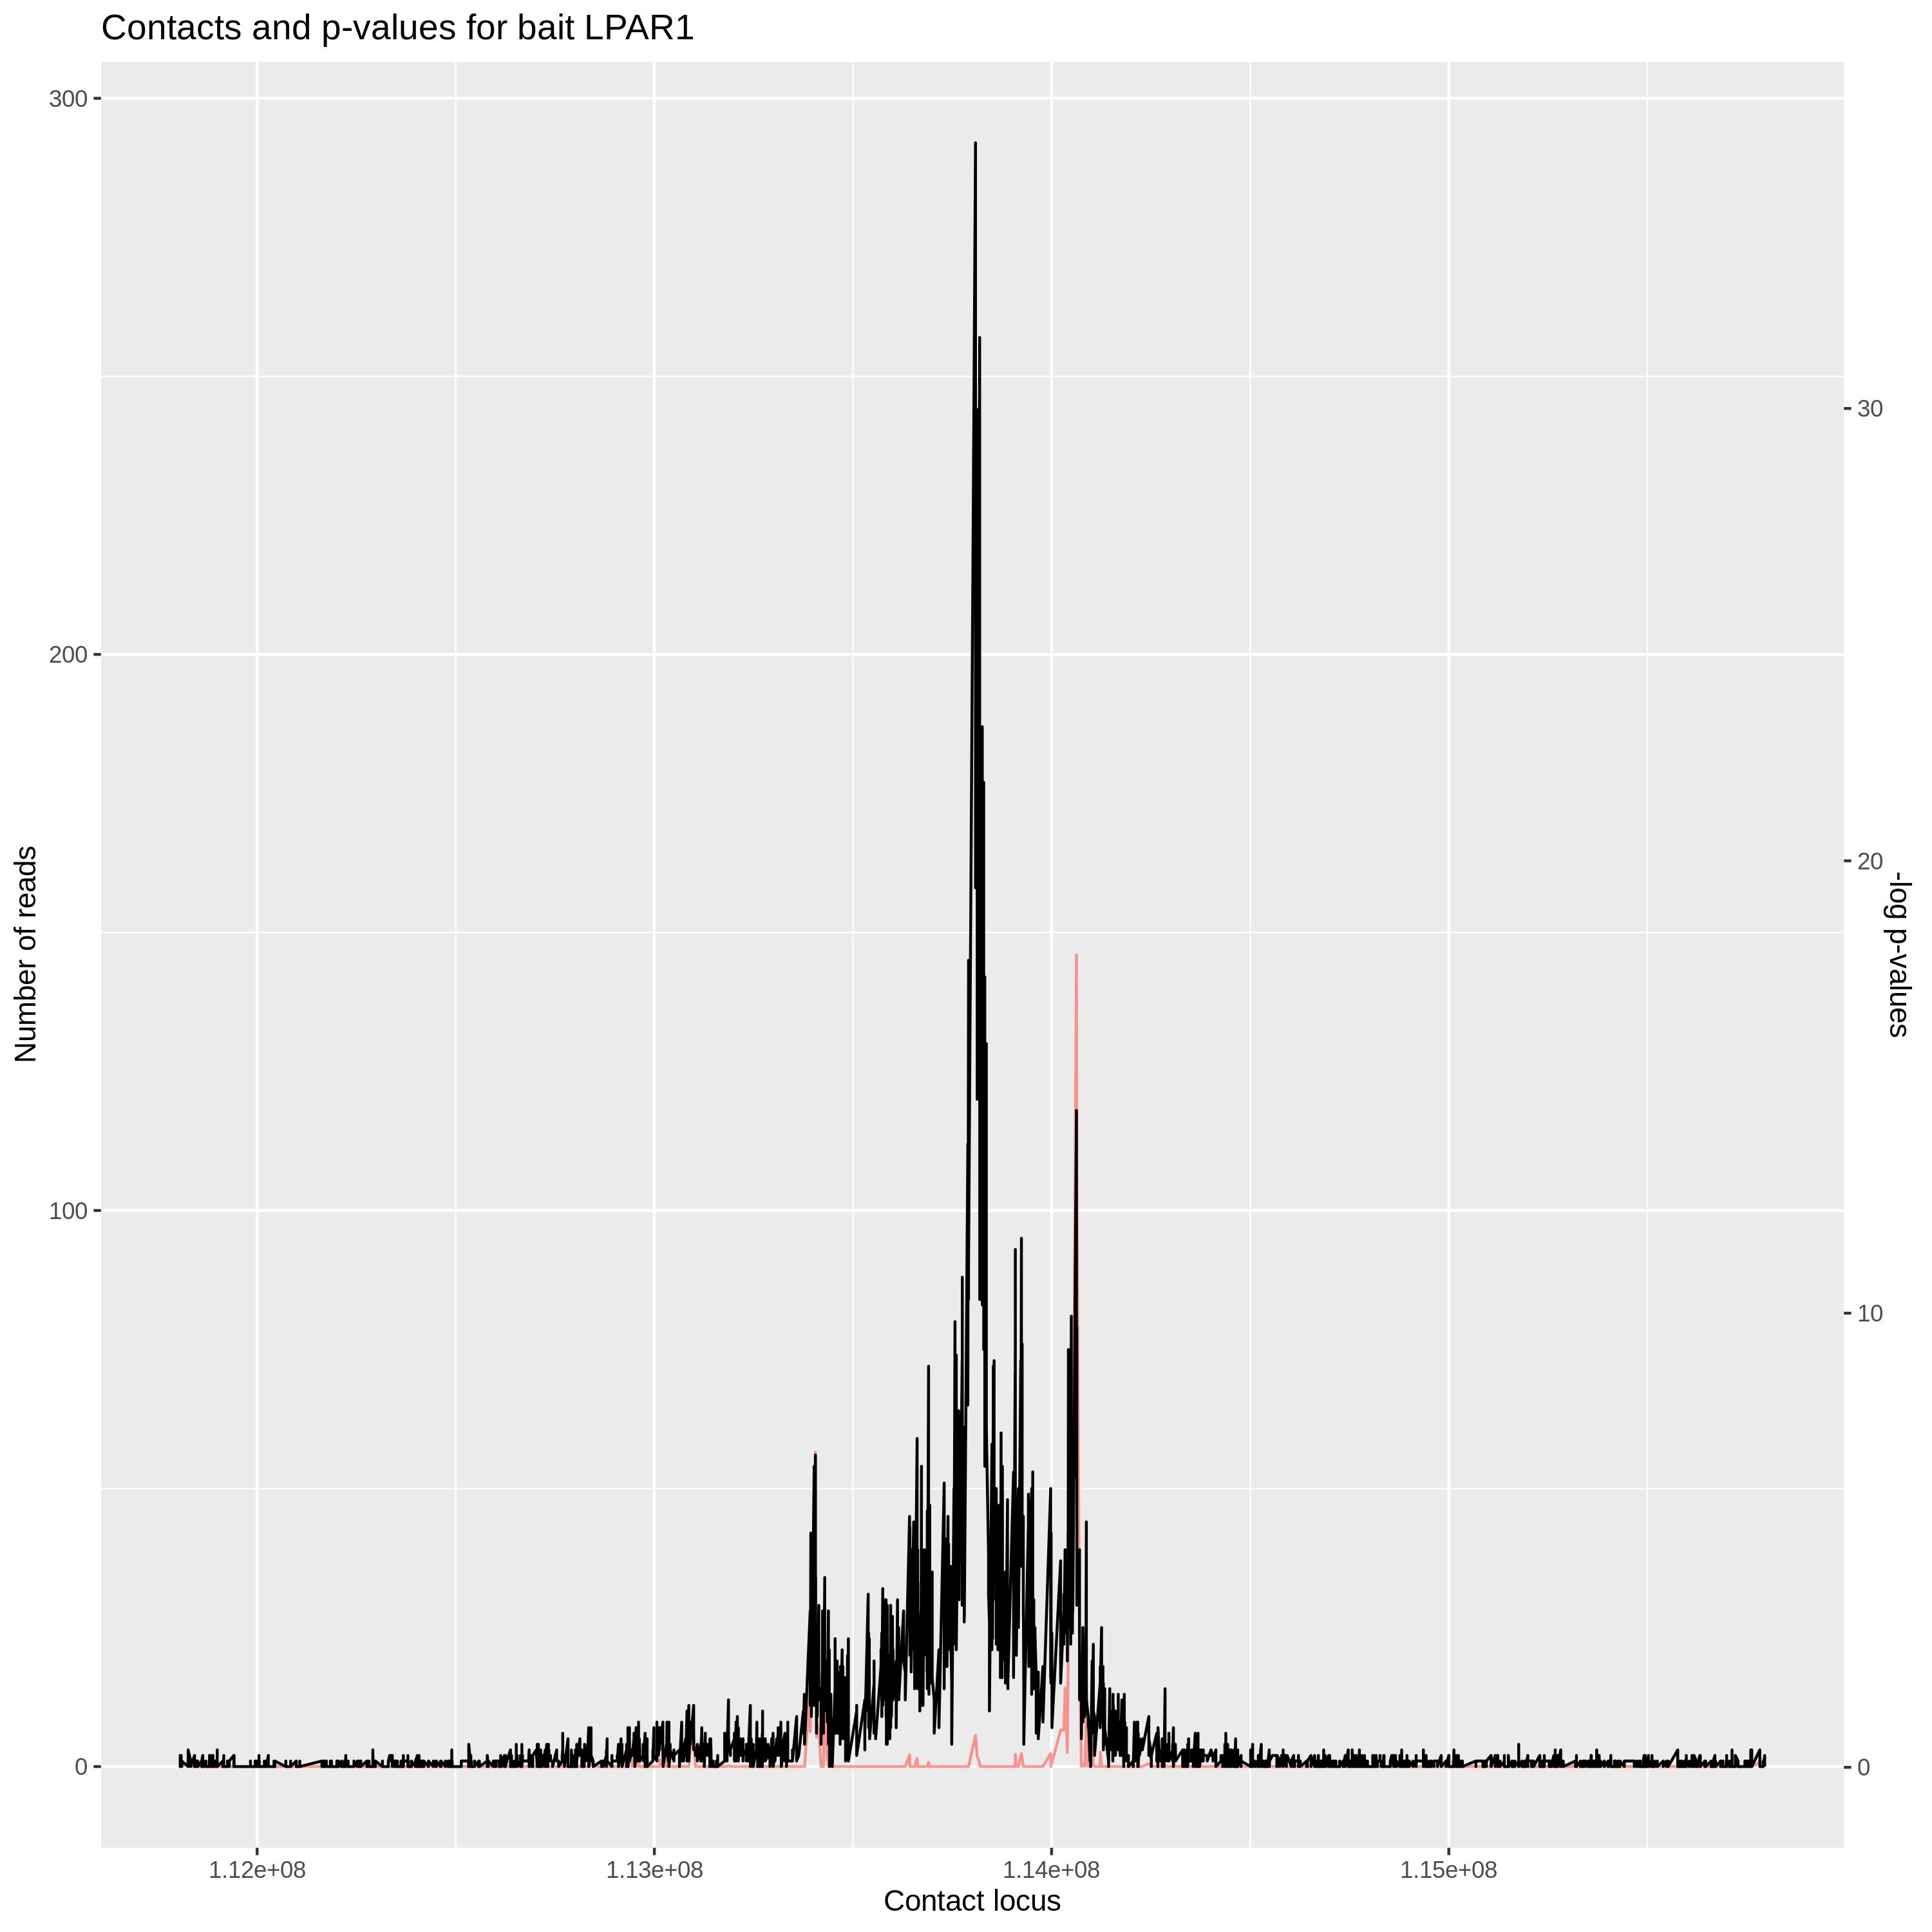 Contacts and p-values for bait LPAR1
300
200
100
0
Number of reads
30
20
10
0
-log p-values
1.12e+08
1.13e+08
1.14e+08
1.15e+08
Contact locus